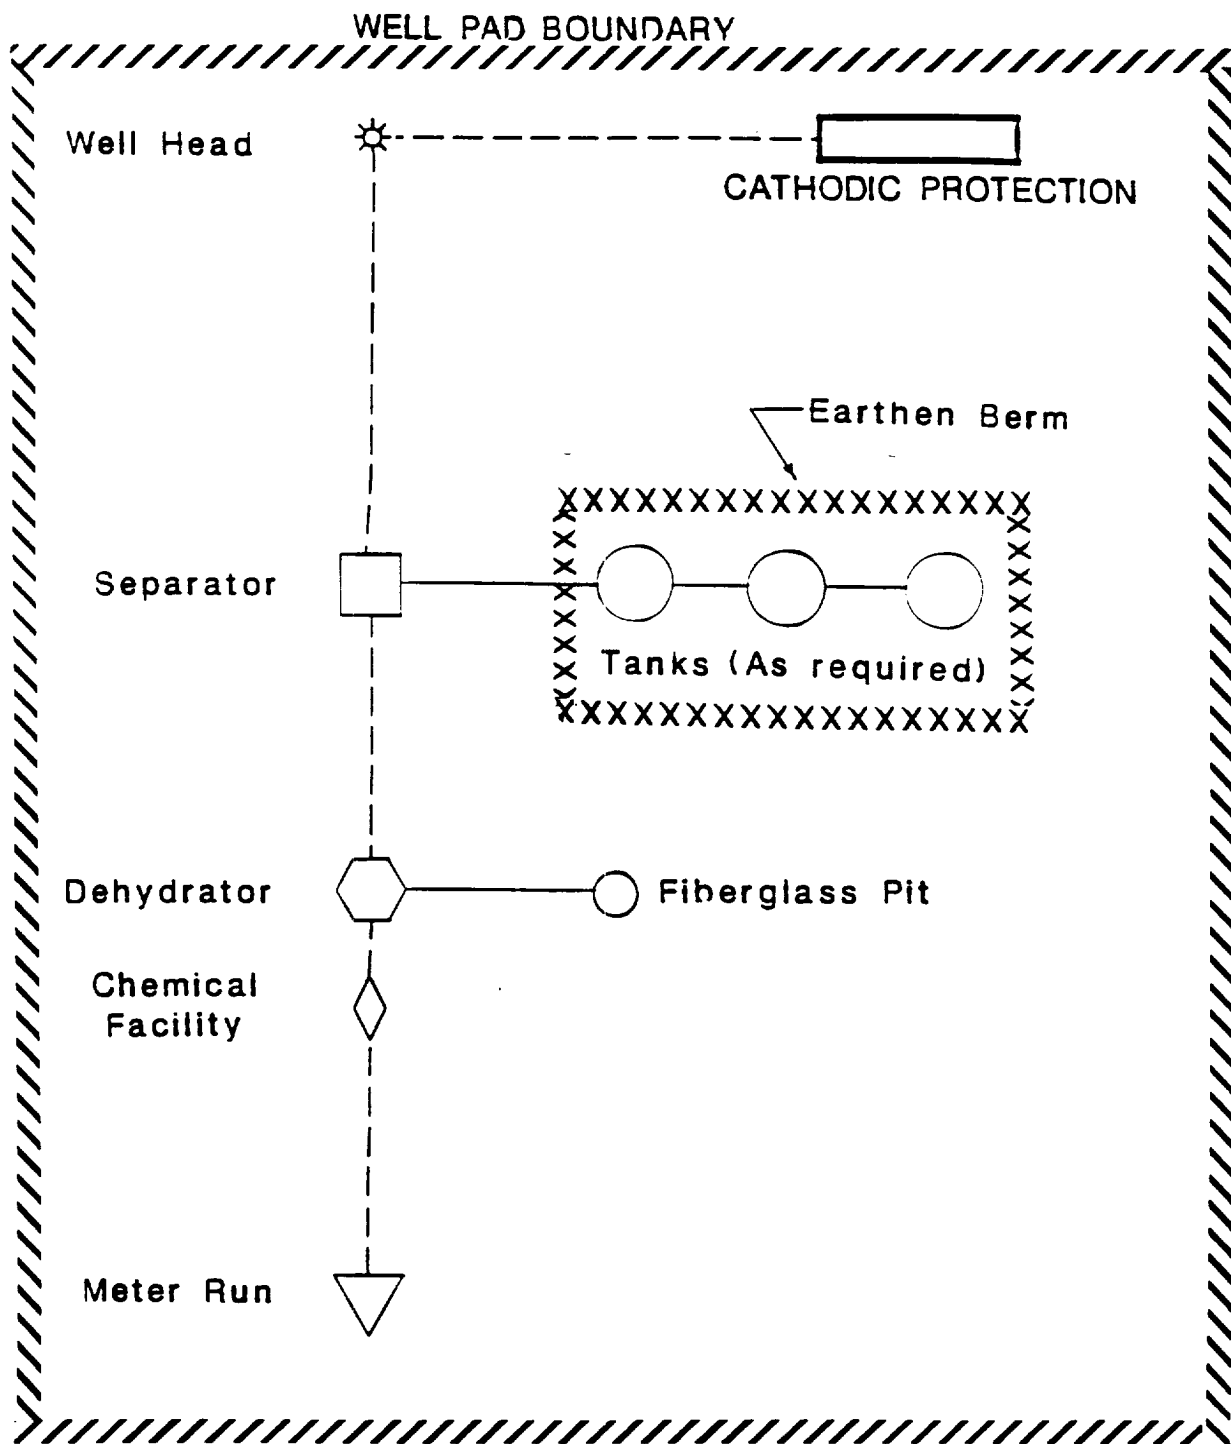 WELL PAD BOUNDARY
Well Head
CATHODIC PROTECTION
Earthen Berm
Separator
Tanks (As required)
Dehydrator
Fiberglass Pit
Chemical
Facility
Meter Run